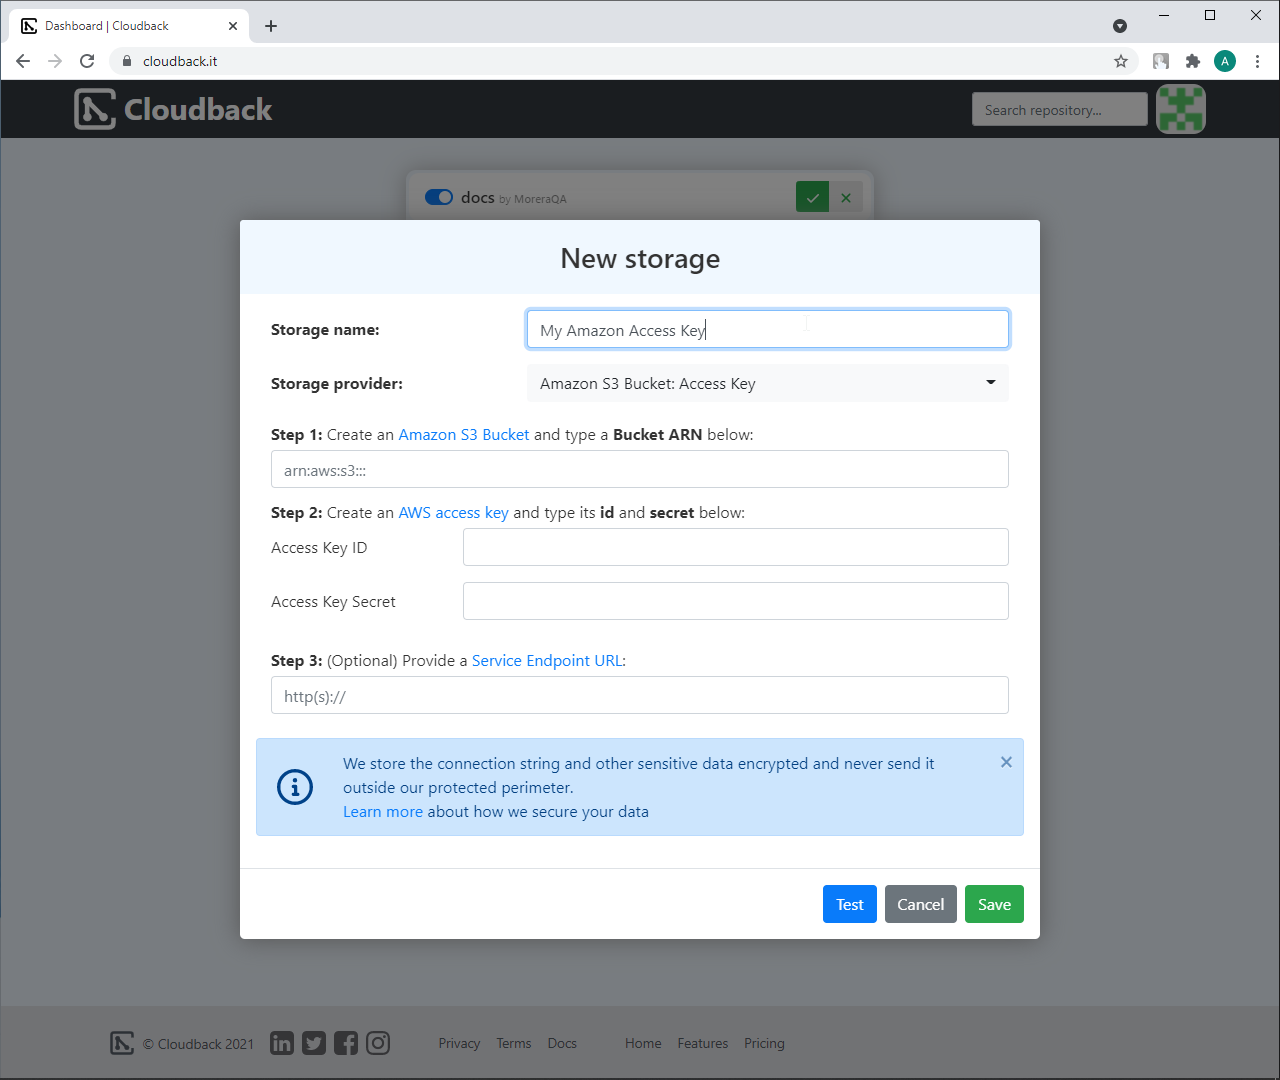 Dashboard | Cloudback
cloudback.it
A
Cloudback
Search repository...
docs by MoreraQA
New storage
Storage name:
My Amazon Access Key
Storage provider:
Amazon S3 Bucket: Access Key
Step 1: Create an Amazon S3 Bucket and type a Bucket ARN below:
arn:aws:s3:::
Step 2: Create an AWS access key and type its id and secret below:
Access Key ID
Access Key Secret
Step 3: (Optional) Provide a Service Endpoint URL:
http(s)://
We store the connection string and other sensitive data encrypted and never send it
outside our protected perimeter.
Learn more about how we secure your data
Test Cancel Save
© Cloudback 2021 Privacy Terms Docs Home Features Pricing